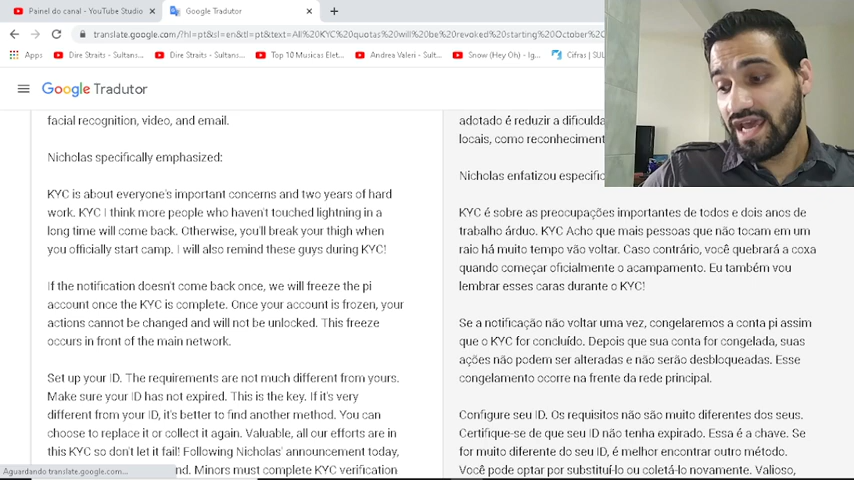 Painel do canal - YouTube Studio
Google Tradutor
translate.google.com/?hl=pt&sl=en&tl=pt&text=All%20KYC%20quotas%20will%20be%20revoked%20starting%20October%
Apps
Dire Straits - Sultans...
Dire Straits - Sultans...
Top 10 Musicas Elet...
Andrea Valeri - Sult...
Snow (Hey Oh) - Ig...
Cifras | SUL
Google Tradutor
facial recognition, video, and email.
Nicholas specifically emphasized:
KYC is about everyone's important concerns and two years of hard
work. KYC I think more people who haven't touched lightning in a
long time will come back. Otherwise, you'll break your thigh when
you officially start camp. I will also remind these guys during KYC!
If the notification doesn't come back once, we will freeze the pi
account once the KYC is complete. Once your account is frozen, your
actions cannot be changed and will not be unlocked. This freeze
occurs in front of the main network.
Set up your ID. The requirements are not much different from yours.
Make sure your ID has not expired. This is the key. If it's very
different from your ID, it's better to find another method. You can
choose to replace it or collect it again. Valuable, all our efforts are in
this KYC so don't let it fail! Following Nicholas' announcement today,
nd. Minors must complete KYC verification
Aguardando translate.google.com...
adotado é reduzir a dificulda
locais, como reconheciment
Nicholas enfatizou especific
KYC é sobre as preocupações importantes de todos e dois anos de
trabalho árduo. KYC Acho que mais pessoas que não tocam em um
raio há muito tempo vão voltar. Caso contrário, você quebrará a coxa
quando começar oficialmente o acampamento. Eu também vou
lembrar esses caras durante o KYC!
Se a notificação não voltar uma vez, congelaremos a conta pi assim
que o KYC for concluído. Depois que sua conta for congelada, suas
ações não podem ser alteradas e não serão desbloqueadas. Esse
congelamento ocorre na frente da rede principal.
Configure seu ID. Os requisitos não são muito diferentes dos seus.
Certifique-se de que seu ID não tenha expirado. Essa é a chave. Se
for muito diferente do seu ID, é melhor encontrar outro método.
Você pode optar por substituí-lo ou coletá-lo novamente. Valioso,